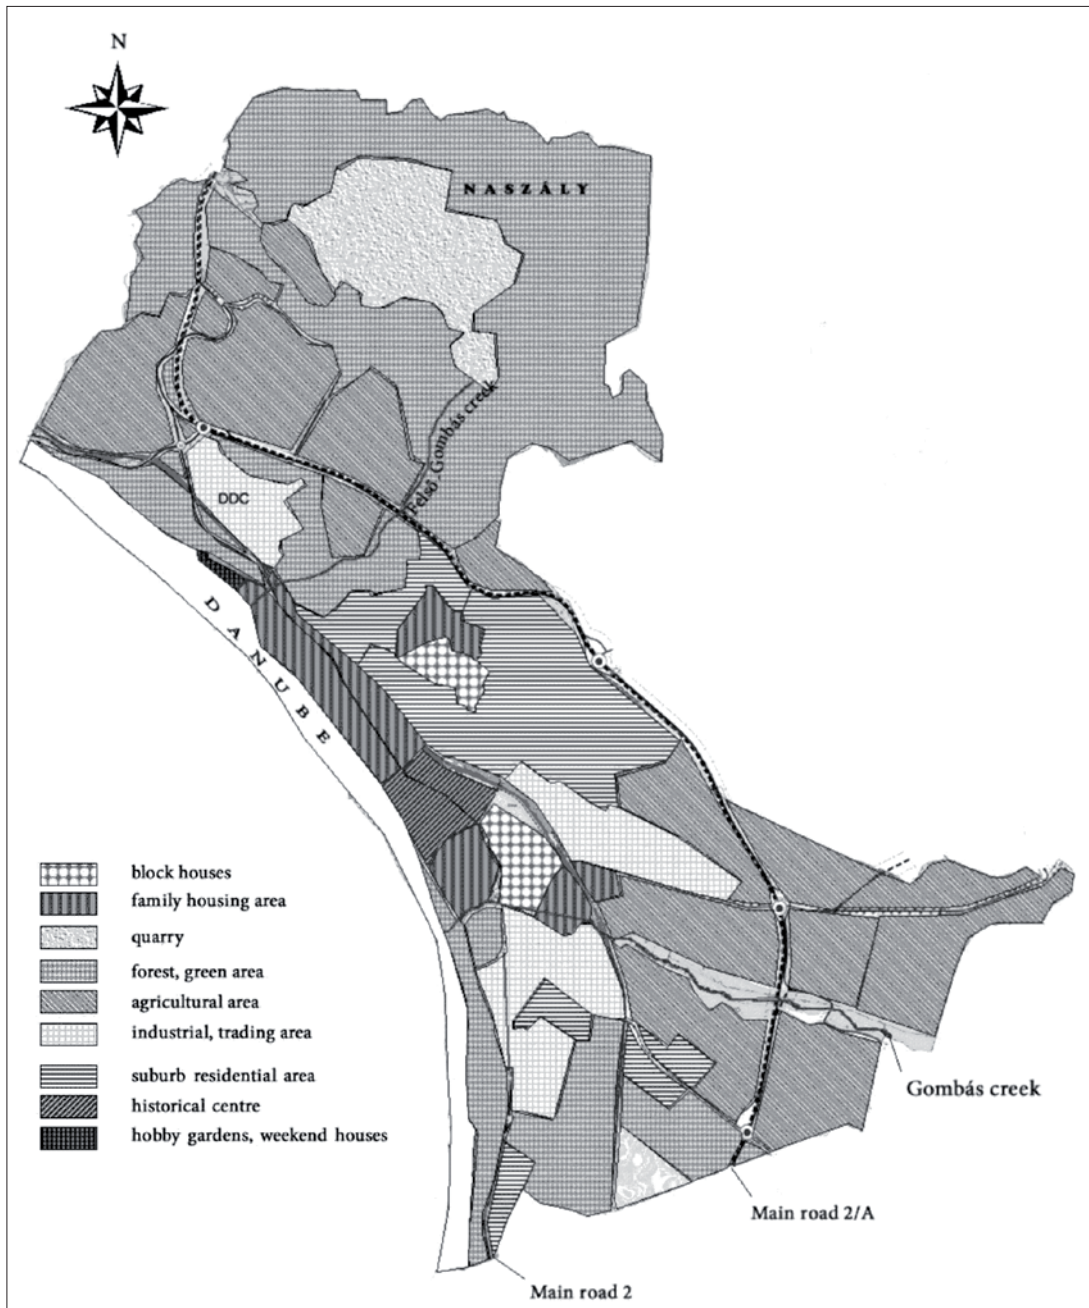 N
NASZÁLY
Felső - Gombás creek
DDC
DANUBE
block houses
family housing area
quarry
forest, green area
agricultural area
industrial, trading area
suburb residential area
historical centre
hobby gardens, weekend houses
Gombás creek
Main road 2/A
Main road 2